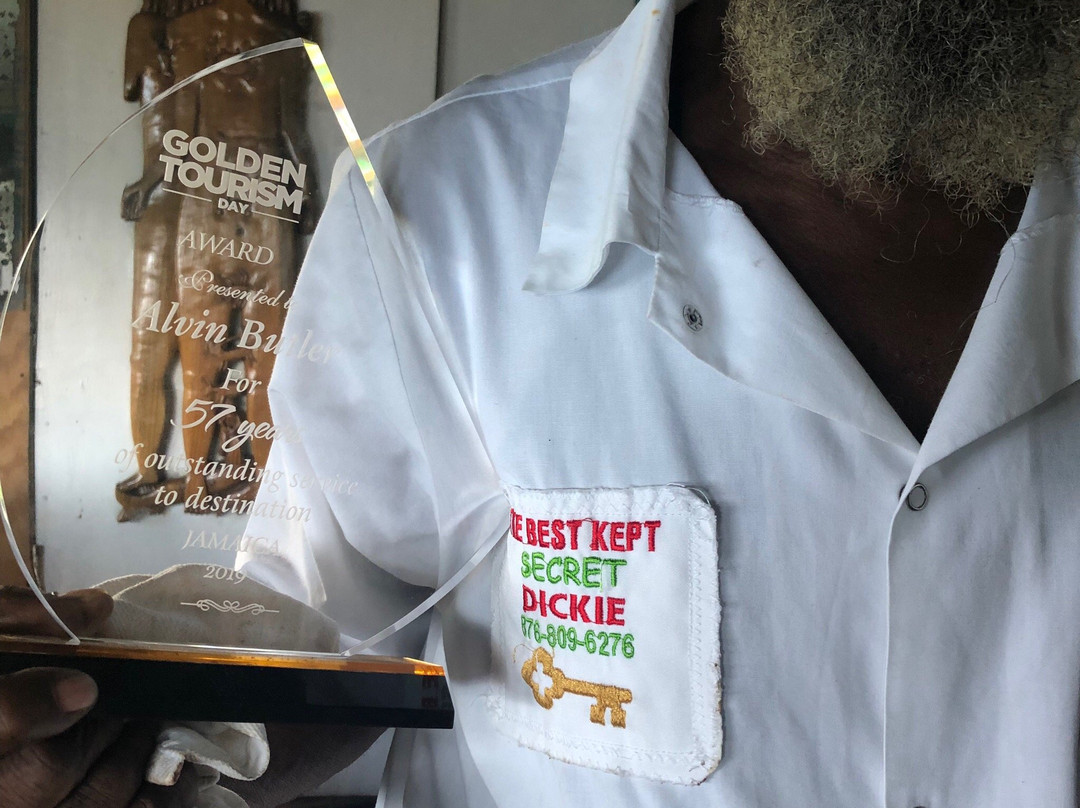 GOLDEN
TOURISM
DAY
AWARD
Presented
Alvin Butler
For
57 years
of outstanding service
to destination
JAMAICA
2019
BEST KEPT
SECRET
DICKIE
876-809-6276